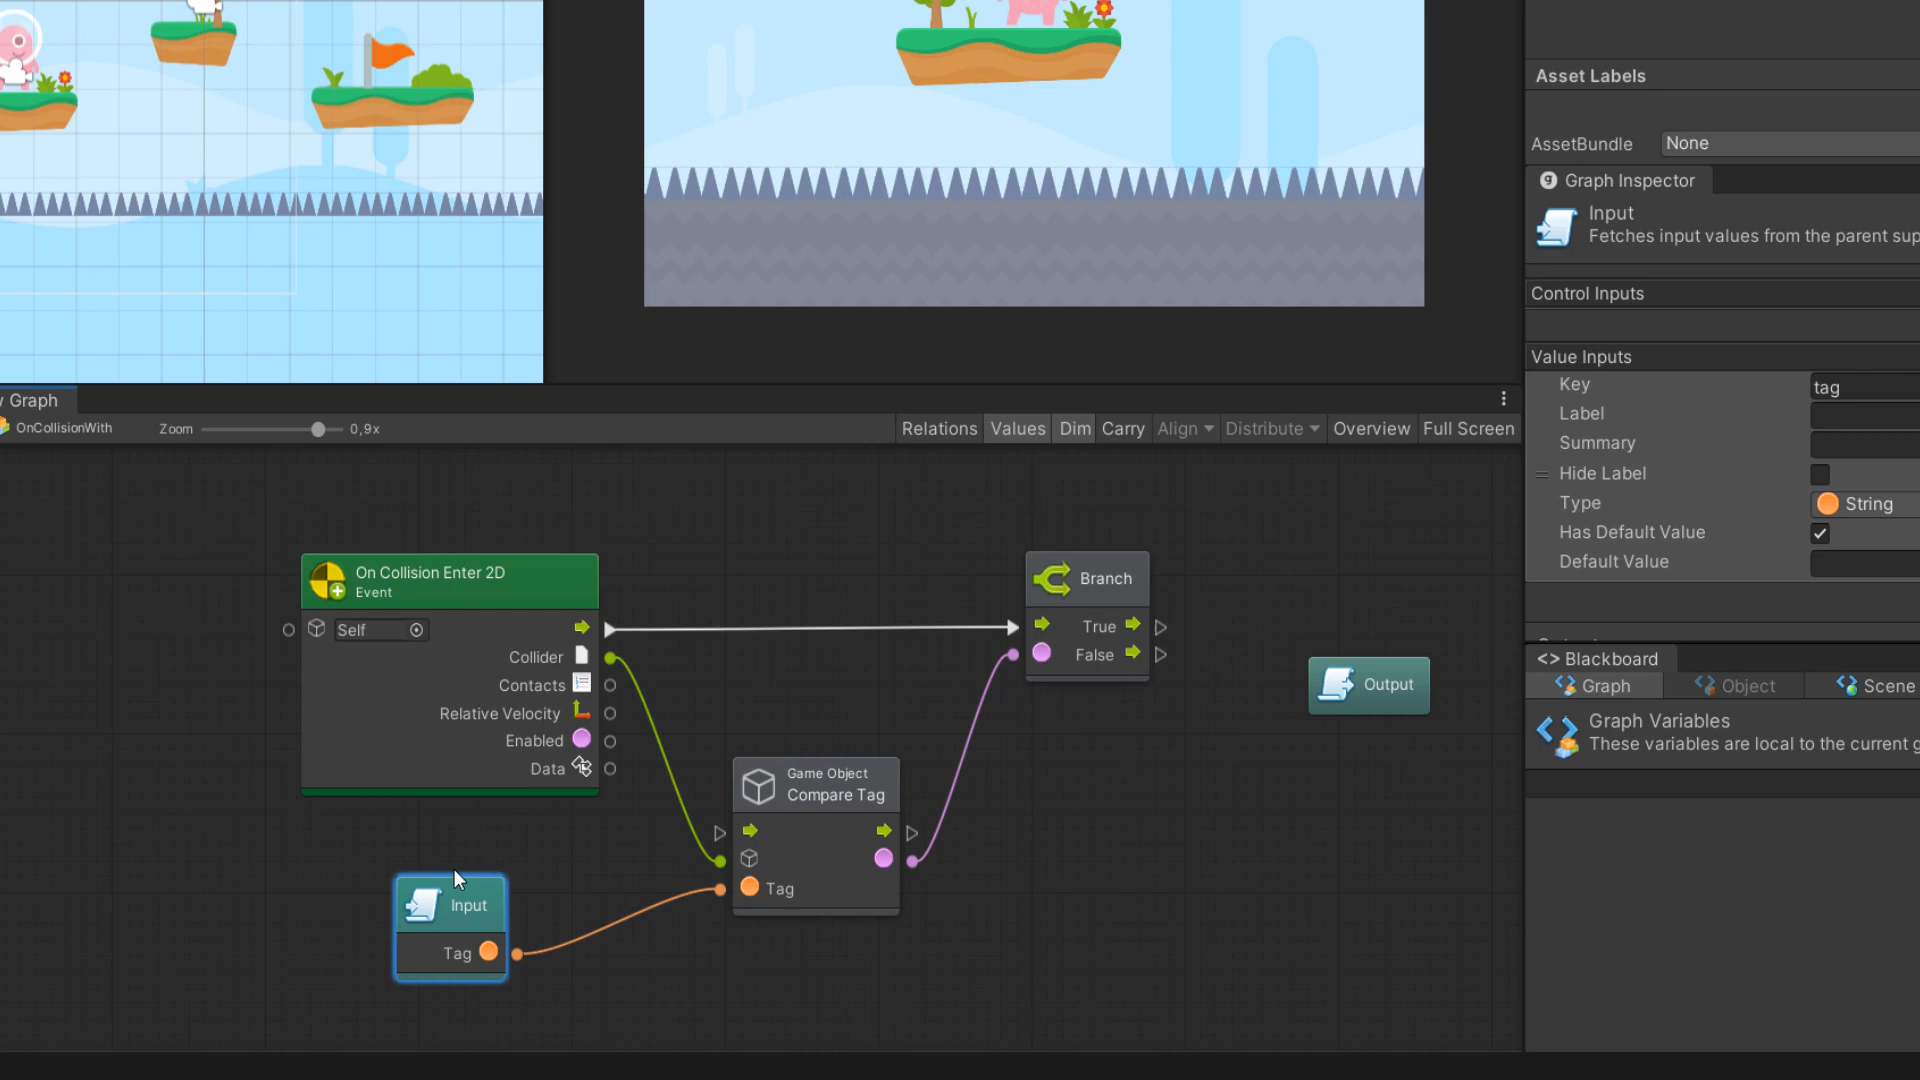 Asset Labels
AssetBundle
None
Graph Inspector
Input
Fetches input values from the parent sup
Control Inputs
Value Inputs
Key
tag
Label
Summary
Hide Label
Type
String
Has Default Value
Default Value
Graph
OnCollisionWith
Zoom
0,9x
Relations
Values
Dim
Carry
Align
Distribute
Overview
Full Screen
On Collision Enter 2D
Event
Self
Collider
Contacts
Relative Velocity
Enabled
Data
Game Object
Compare Tag
Tag
Input
Tag
Branch
True
False
Output
<> Blackboard
Graph
Object
Scene
Graph Variables
These variables are local to the current g